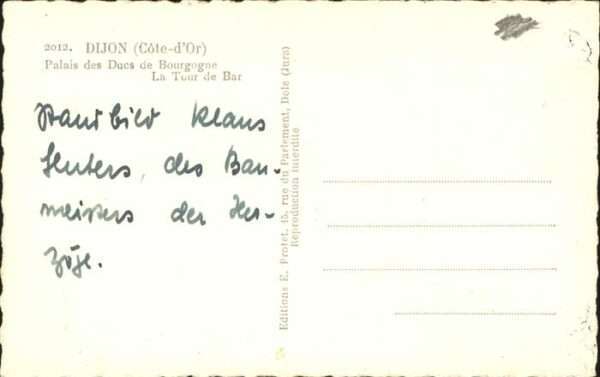 2012. DIJON (Côte-d'Or)
Palais des Ducs de Bourgogne
La Tour de Bar
Standbild Klaus
Sluters, des Bau-
meisters der Her-
zöge.
Editions E. Protet, 45, rue du Parlement, Dole (Jura)
Reproduction interdite